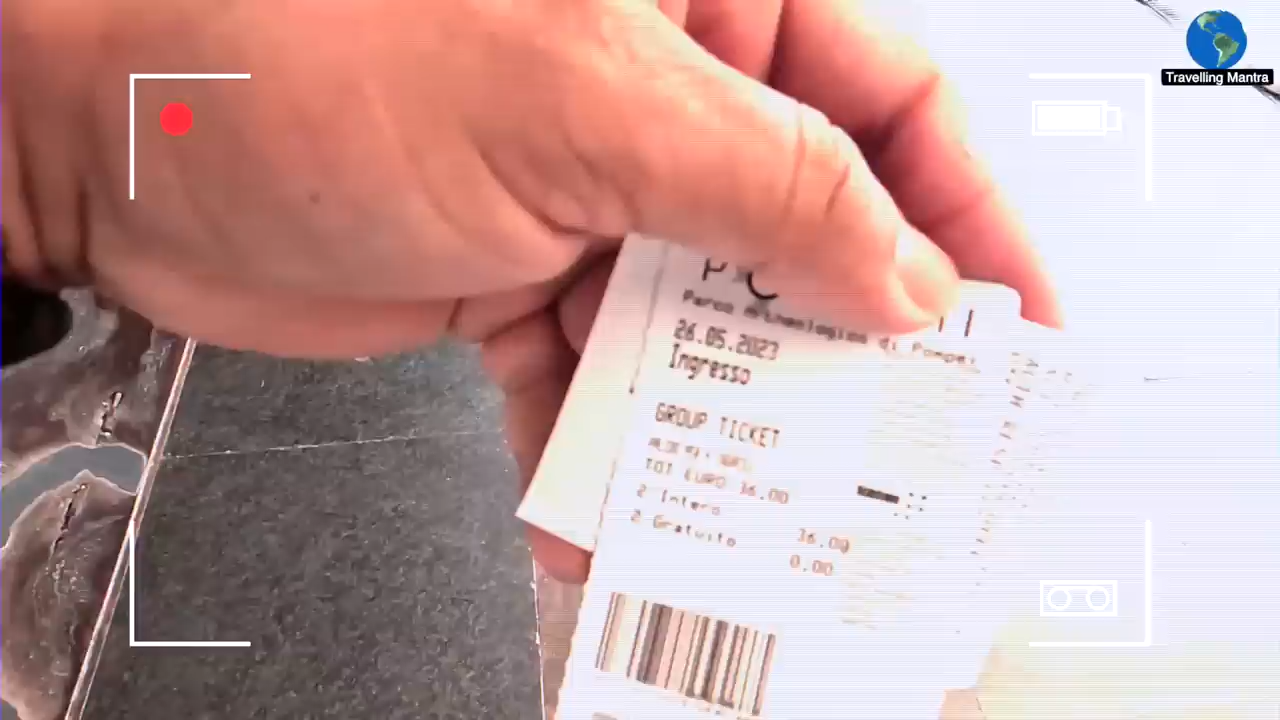 Travelling Mantra
Parco Archeologico di Pompei
26.05.2023
Ingresso
GROUP TICKET
TOT EURO 36.00
2 Intero 36.00
2 Gratuito 0.00